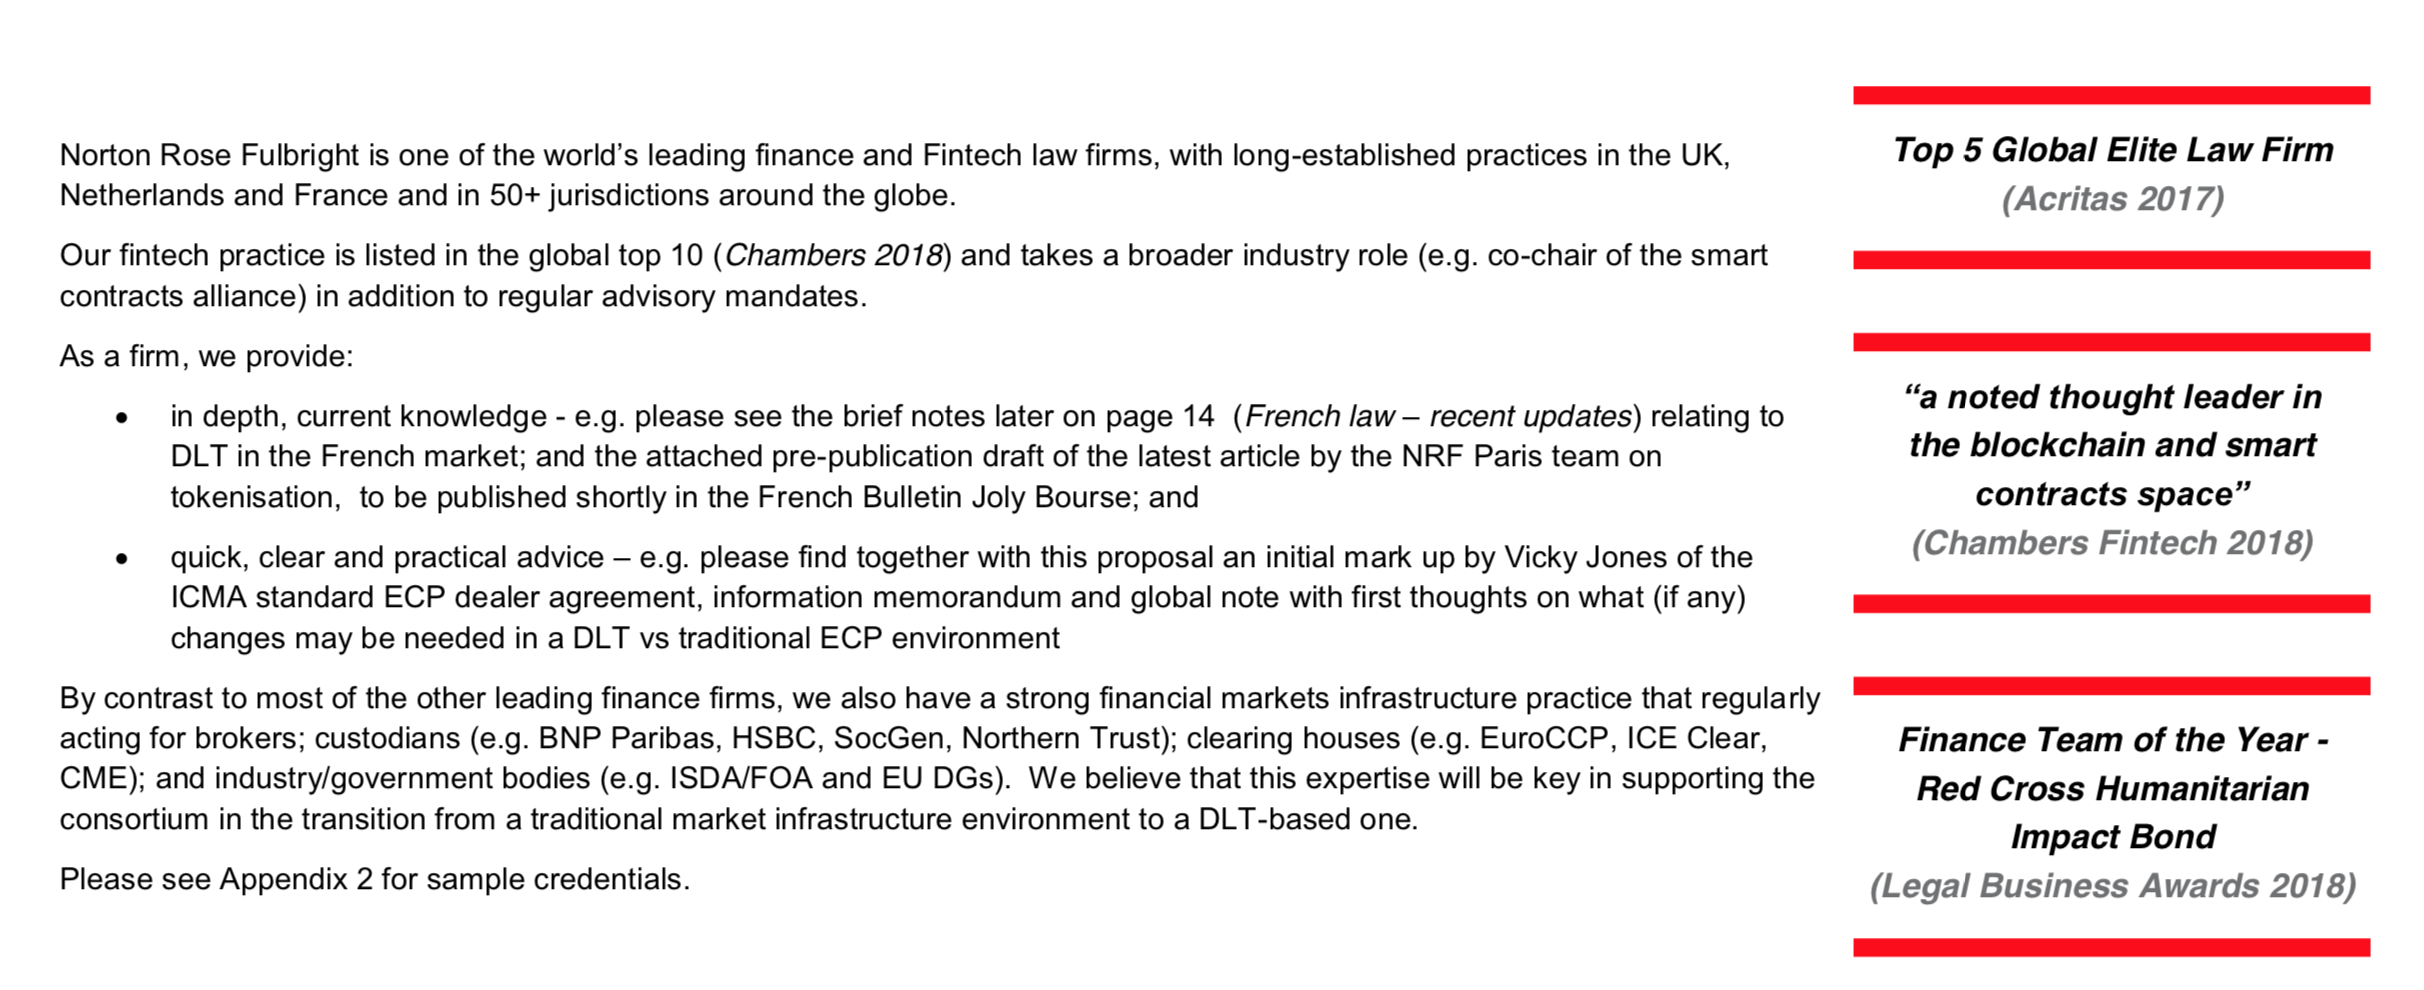 Norton Rose Fulbright is one of the world’s leading finance and Fintech law firms, with long-established practices in the UK,
Netherlands and France and in 50+ jurisdictions around the globe.
Our fintech practice is listed in the global top 10 (Chambers 2018) and takes a broader industry role (e.g. co-chair of the smart
contracts alliance) in addition to regular advisory mandates.
As a firm, we provide:
• in depth, current knowledge - e.g. please see the brief notes later on page 14 (French law – recent updates) relating to
DLT in the French market; and the attached pre-publication draft of the latest article by the NRF Paris team on
tokenisation, to be published shortly in the French Bulletin Joly Bourse; and
• quick, clear and practical advice – e.g. please find together with this proposal an initial mark up by Vicky Jones of the
ICMA standard ECP dealer agreement, information memorandum and global note with first thoughts on what (if any)
changes may be needed in a DLT vs traditional ECP environment
By contrast to most of the other leading finance firms, we also have a strong financial markets infrastructure practice that regularly
acting for brokers; custodians (e.g. BNP Paribas, HSBC, SocGen, Northern Trust); clearing houses (e.g. EuroCCP, ICE Clear,
CME); and industry/government bodies (e.g. ISDA/FOA and EU DGs). We believe that this expertise will be key in supporting the
consortium in the transition from a traditional market infrastructure environment to a DLT-based one.
Please see Appendix 2 for sample credentials.
Top 5 Global Elite Law Firm
(Acritas 2017)
“a noted thought leader in
the blockchain and smart
contracts space”
(Chambers Fintech 2018)
Finance Team of the Year -
Red Cross Humanitarian
Impact Bond
(Legal Business Awards 2018)